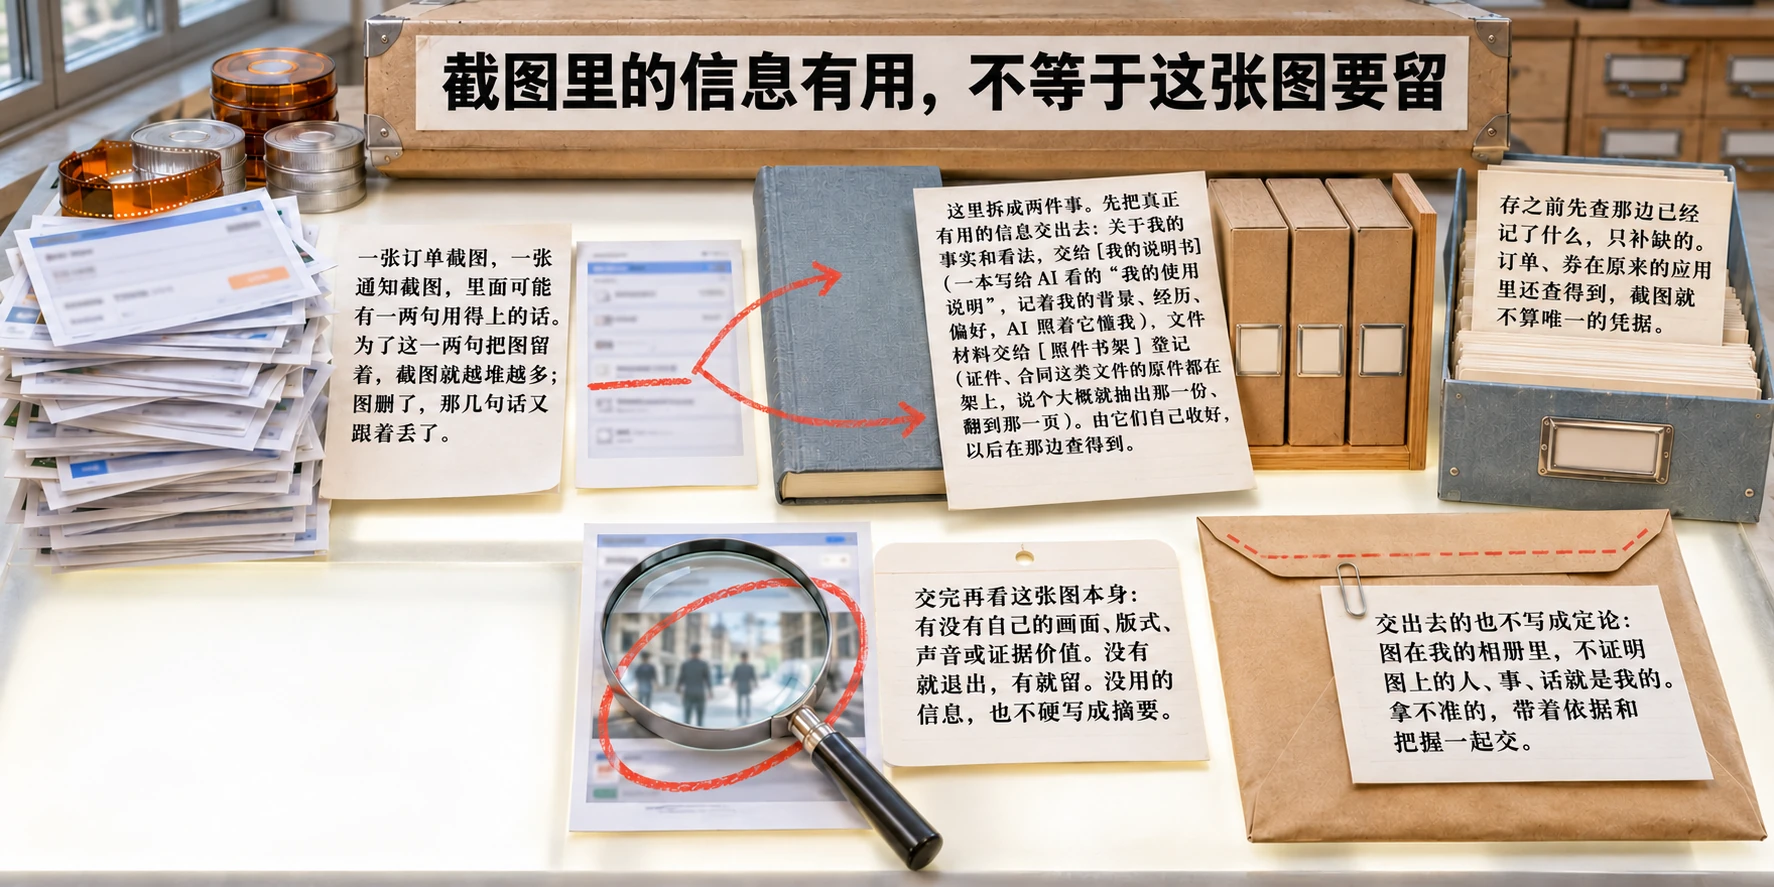 截图里的信息有用，不等于这张图要留
一张订单截图，一张
通知截图，里面可能
有一两句用得上的话。
为了这一两句把图留
着，截图就越堆越多；
图删了，那几句话又
跟着丢了。
这里拆成两件事。先把真正
有用的信息交出去：关于我的
事实和看法，交给［我的说明书］
（一本写给 AI 看的“我的使用
说明”，记着我的背景、经历、
偏好，AI 照着它懂我），文件
材料交给［照件书架］登记
（证件、合同这类文件的原件都在
架上，说个大概就抽出那一份、
翻到那一页）。由它们自己收好，
以后在那边查得到。
存之前先查那边已经
记了什么，只补缺的。
订单、券在原来的应用
里还查得到，截图就
不算唯一的凭据。
交完再看这张图本身：
有没有自己的画面、版式、
声音或证据价值。没有
就退出，有就留。没用的
信息，也不硬写成摘要。
交出去的也不写成定论：
图在我的相册里，不证明
图上的人、事、话就是我的。
拿不准的，带着依据和
把握一起交。